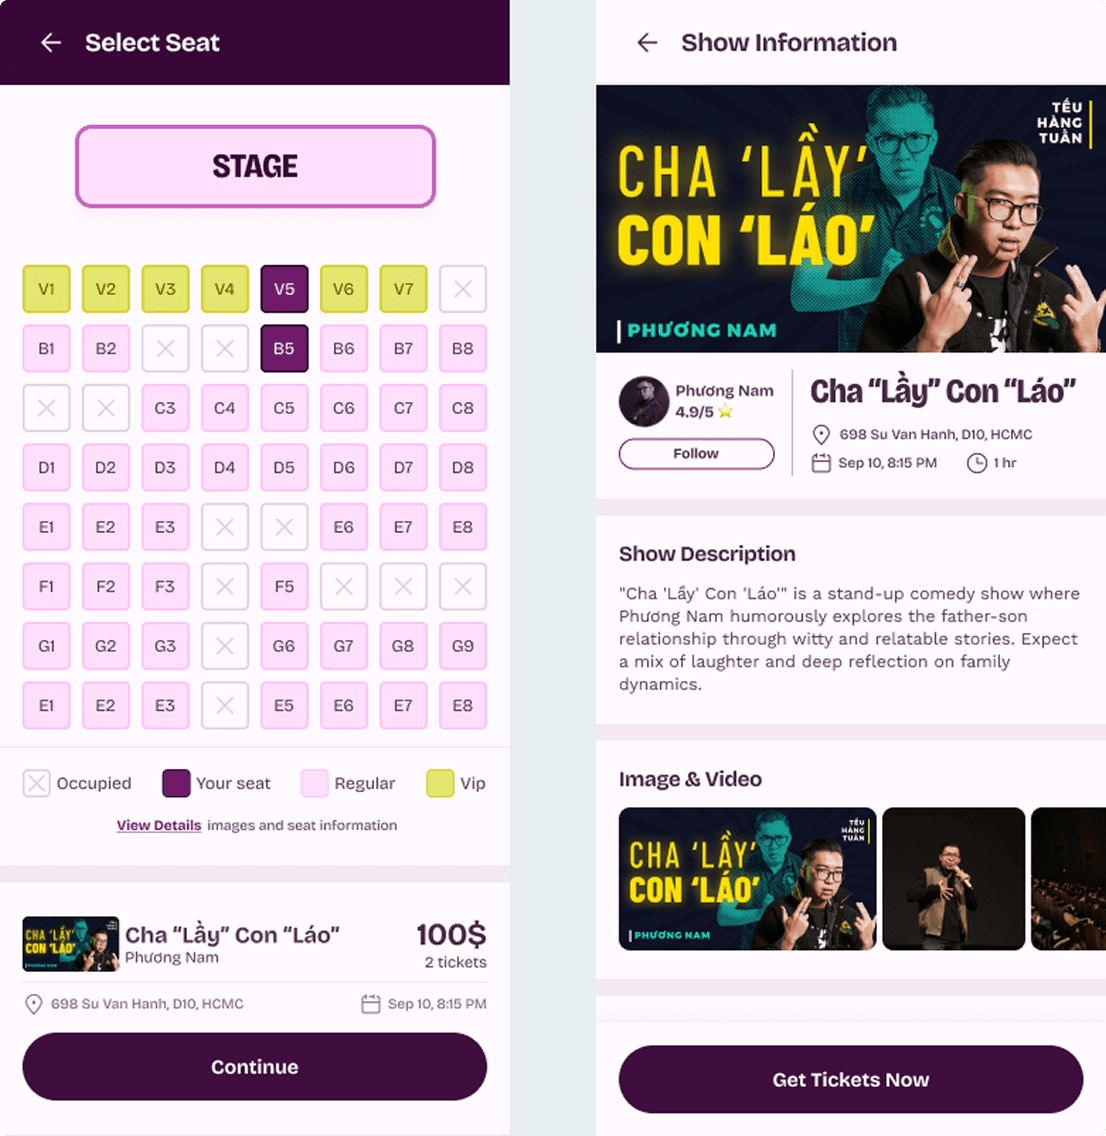 Select Seat
STAGE
V1 V2 V3 V4 V5 V6 V7
B1 B2 B5 B6 B7 B8
C3 C4 C5 C6 C7 C8
D1 D2 D3 D4 D5 D6 D7 D8
E1 E2 E3 E6 E7 E8
F1 F2 F3 F5
G1 G2 G3 G6 G7 G8 G9
E1 E2 E3 E5 E6 E7 E8
Occupied Your seat Regular Vip
View Details images and seat information
CHA ‘LẦY’
CON ‘LÁO’
PHƯƠNG NAM
Cha “Lầy” Con “Láo”
Phương Nam
100$
2 tickets
698 Su Van Hanh, D10, HCMC
Sep 10, 8:15 PM
Continue
Show Information
TẾU
HÀNG
TUẦN
CHA ‘LẦY’
CON ‘LÁO’
PHƯƠNG NAM
Phương Nam
4.9/5
Follow
Cha “Lầy” Con “Láo”
698 Su Van Hanh, D10, HCMC
Sep 10, 8:15 PM
1 hr
Show Description
"Cha 'Lầy' Con 'Láo'" is a stand-up comedy show where
Phương Nam humorously explores the father-son
relationship through witty and relatable stories. Expect
a mix of laughter and deep reflection on family
dynamics.
Image & Video
TẾU
HÀNG
TUẦN
CHA ‘LẦY’
CON ‘LÁO’
PHƯƠNG NAM
Get Tickets Now